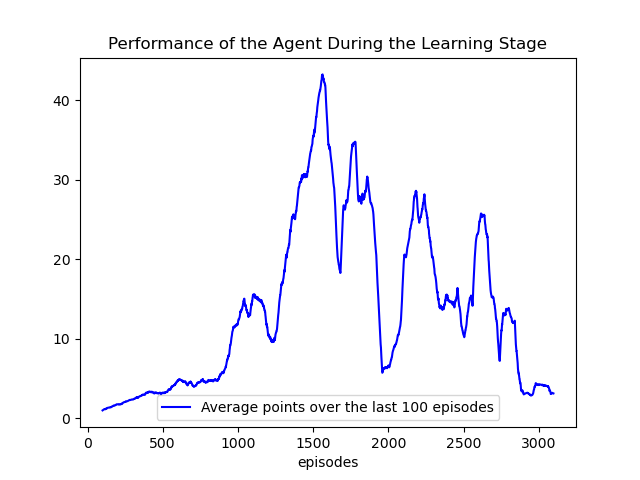 Performance of the Agent During the Learning Stage
40
30
20
10
0
Average points over the last 100 episodes
0 500 1000 1500 2000 2500 3000
episodes